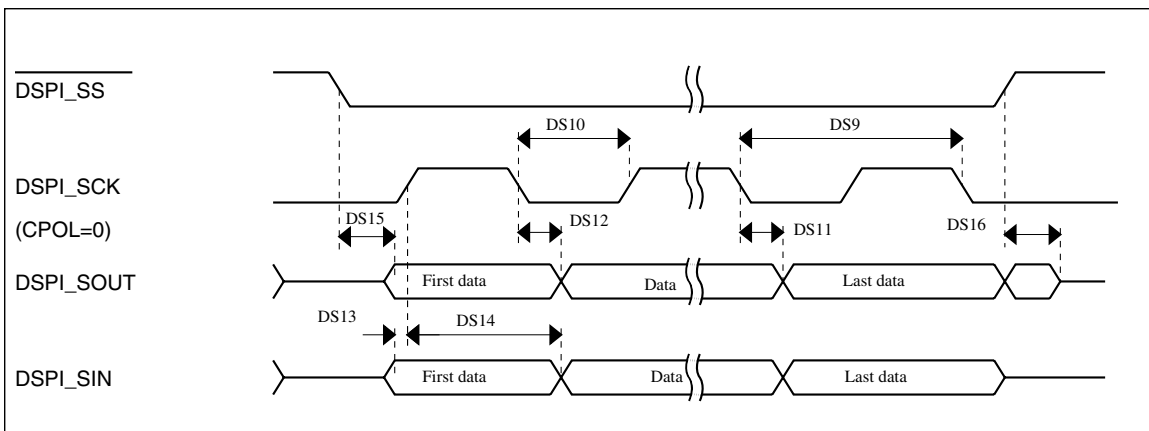 DSPI_SS
DS10
DS9
DSPI_SCK
DS15
DS12
DS11
DS16
(CPOL=0)
DSPI_SOUT
First data
Data
Last data
DS13
DS14
DSPI_SIN
First data
Data
Last data